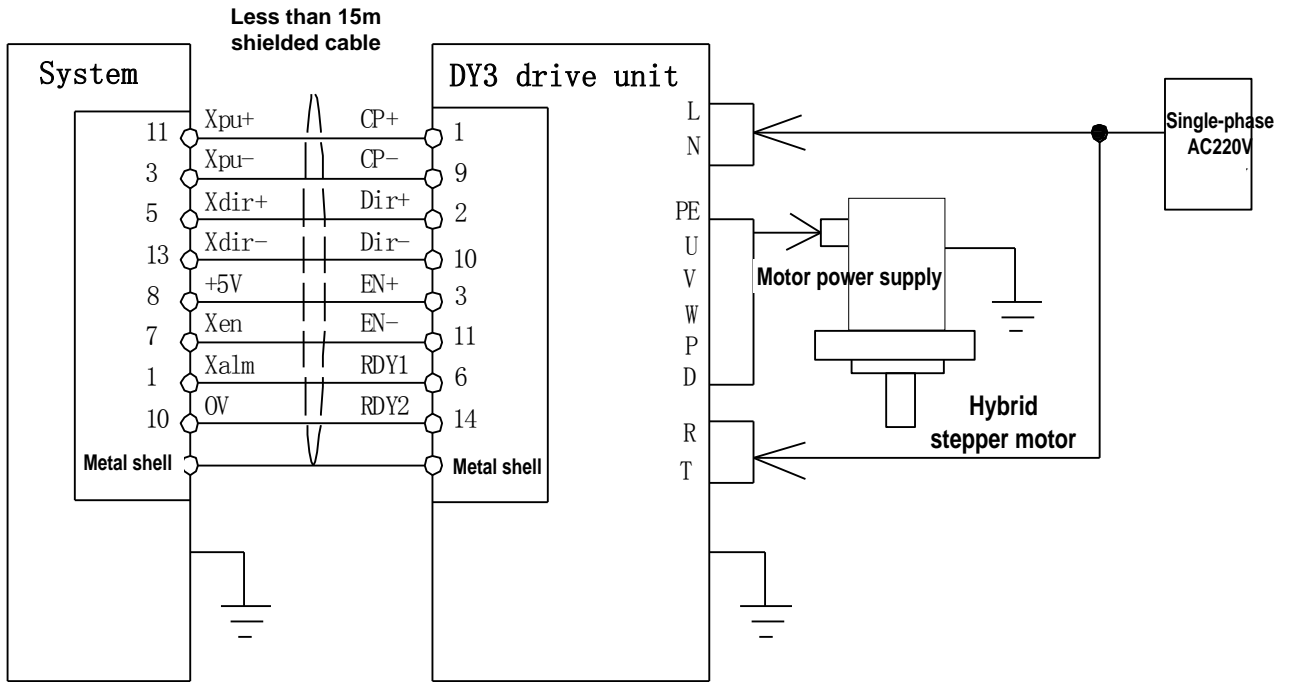 Less than 15m
shielded cable
System
DY3 drive unit
11 Xpu+ CP+ 1
3 Xpu- CP- 9
5 Xdir+ Dir+ 2
13 Xdir- Dir- 10
8 +5V EN+ 3
7 Xen EN- 11
1 Xalm RDY1 6
10 0V RDY2 14
Metal shell Metal shell
L
N
PE
U
V
W
P
D
R
T
Motor power supply
Hybrid
stepper motor
Single-phase
AC220V